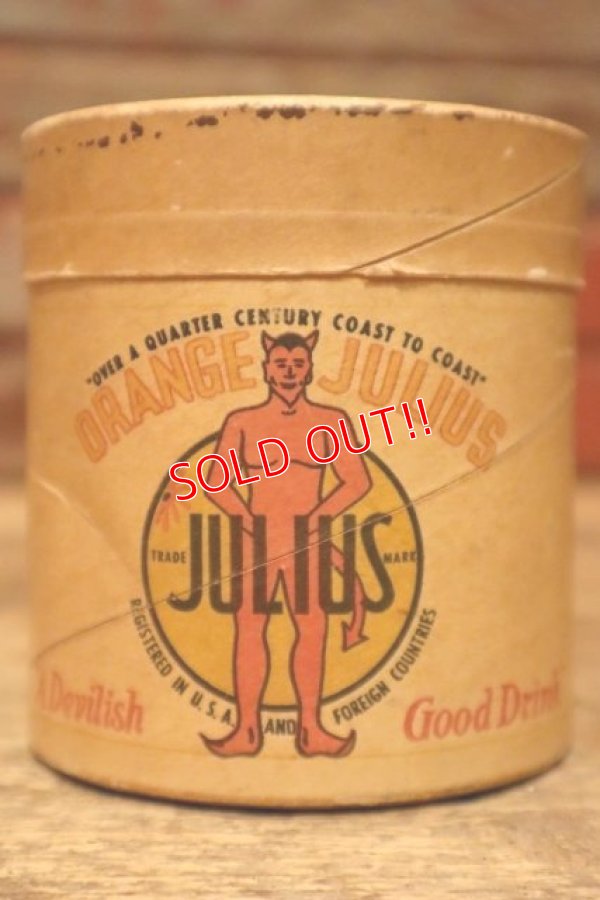 "OVER A QUARTER CENTURY COAST TO COAST"
ORANGE JULIUS
SOLD OUT!!
TRADE MARK
JULIUS
REGISTERED IN U.S.A. AND FOREIGN COUNTRIES
A Devilish Good Drink